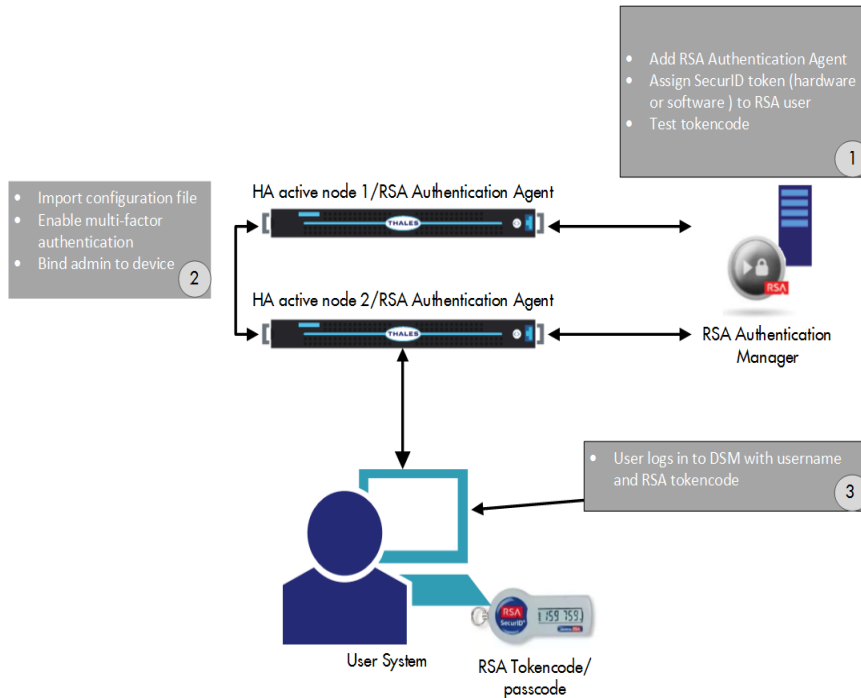 • Add RSA Authentication Agent
• Assign SecurID token (hardware
or software ) to RSA user
• Test tokencode
1
• Import configuration file
• Enable multi-factor
authentication
• Bind admin to device
2
HA active node 1/RSA Authentication Agent
THALES
HA active node 2/RSA Authentication Agent
THALES
RSA
RSA Authentication
Manager
• User logs in to DSM with username
and RSA tokencode
3
RSA
SecurID
159 759
User System
RSA Tokencode/
passcode